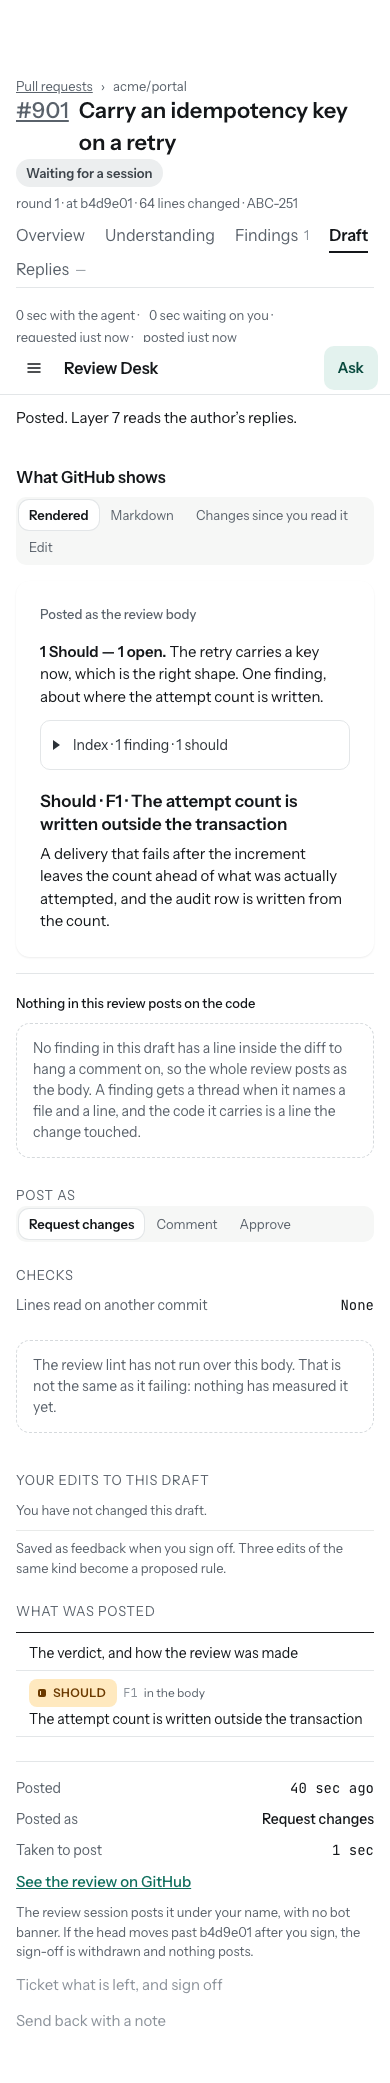 Pull requests › acme/portal
#901 Carry an idempotency key
on a retry
Waiting for a session
round 1 · at b4d9e01 · 64 lines changed · ABC-251
Overview Understanding Findings 1 Draft
Replies —
0 sec with the agent · 0 sec waiting on you ·
requested just now · posted just now
Review Desk Ask
Posted. Layer 7 reads the author’s replies.
What GitHub shows
Rendered Markdown Changes since you read it
Edit
Posted as the review body
1 Should — 1 open. The retry carries a key
now, which is the right shape. One finding,
about where the attempt count is written.
Index · 1 finding · 1 should
Should · F1 · The attempt count is
written outside the transaction
A delivery that fails after the increment
leaves the count ahead of what was actually
attempted, and the audit row is written from
the count.
Nothing in this review posts on the code
No finding in this draft has a line inside the diff to
hang a comment on, so the whole review posts as
the body. A finding gets a thread when it names a
file and a line, and the code it carries is a line the
change touched.
POST AS
Request changes Comment Approve
CHECKS
Lines read on another commit None
The review lint has not run over this body. That is
not the same as it failing: nothing has measured it
yet.
YOUR EDITS TO THIS DRAFT
You have not changed this draft.
Saved as feedback when you sign off. Three edits of the
same kind become a proposed rule.
WHAT WAS POSTED
The verdict, and how the review was made
SHOULD F1 in the body
The attempt count is written outside the transaction
Posted 40 sec ago
Posted as Request changes
Taken to post 1 sec
See the review on GitHub
The review session posts it under your name, with no bot
banner. If the head moves past b4d9e01 after you sign, the
sign-off is withdrawn and nothing posts.
Ticket what is left, and sign off
Send back with a note